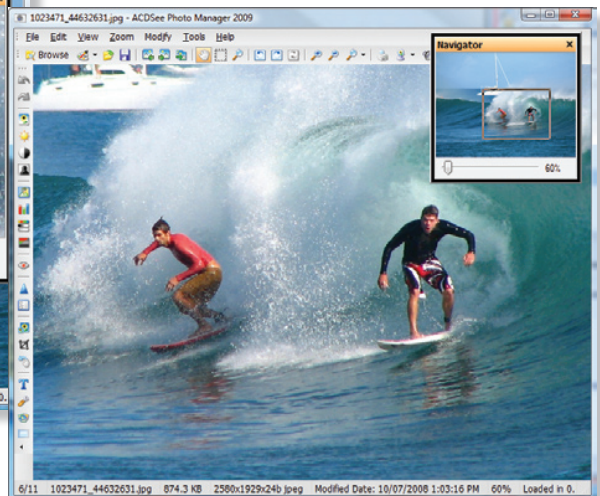 1023471_44632631.jpg - ACDSee Photo Manager 2009
File Edit View Zoom Modify Tools Help
Browse
Navigator
60%
T
6/11 1023471_44632631.jpg 874.3 KB 2580x1929x24b jpeg Modified Date: 10/07/2008 1:03:16 PM 60% Loaded in 0.